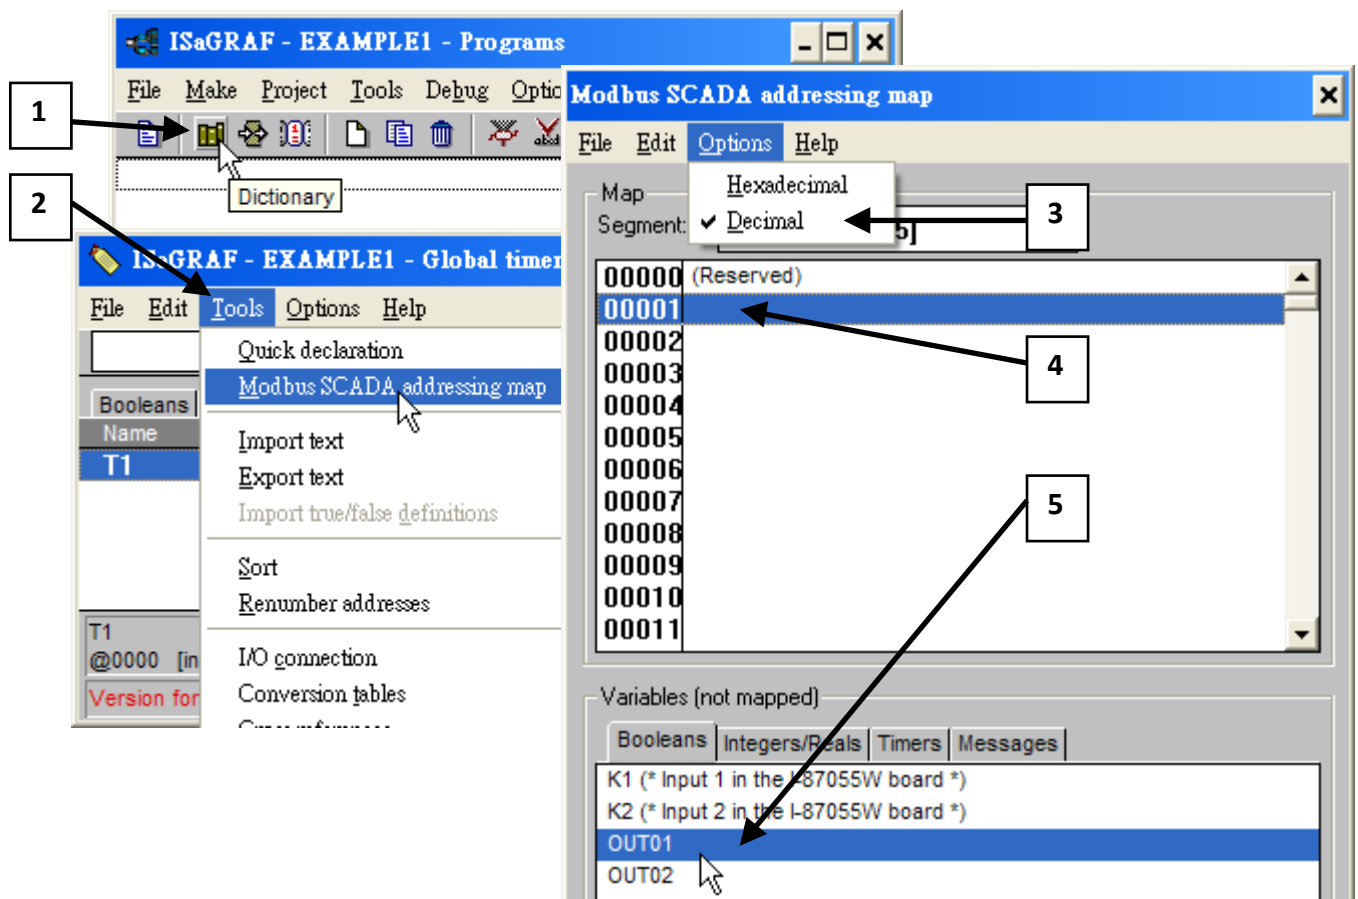 ISaGRAF - EXAMPLE1 - Programs
File Make Project Tools Debug Optio
1
Dictionary
2
ISaGRAF - EXAMPLE1 - Global timer
File Edit Tools Options Help
Quick declaration
Modbus SCADA addressing map
Import text
Export text
Import true/false definitions
Sort
Renumber addresses
I/O connection
Conversion tables
Booleans
Name
T1
T1
@0000 [in
Version for
Modbus SCADA addressing map
File Edit Options Help
Hexadecimal
Decimal
3
Map
Segment: 5]
00000 (Reserved)
00001
00002
00003
00004
00005
00006
00007
00008
00009
00010
00011
4
5
Variables (not mapped)
Booleans Integers/Reals Timers Messages
K1 (* Input 1 in the I-87055W board *)
K2 (* Input 2 in the I-87055W board *)
OUT01
OUT02